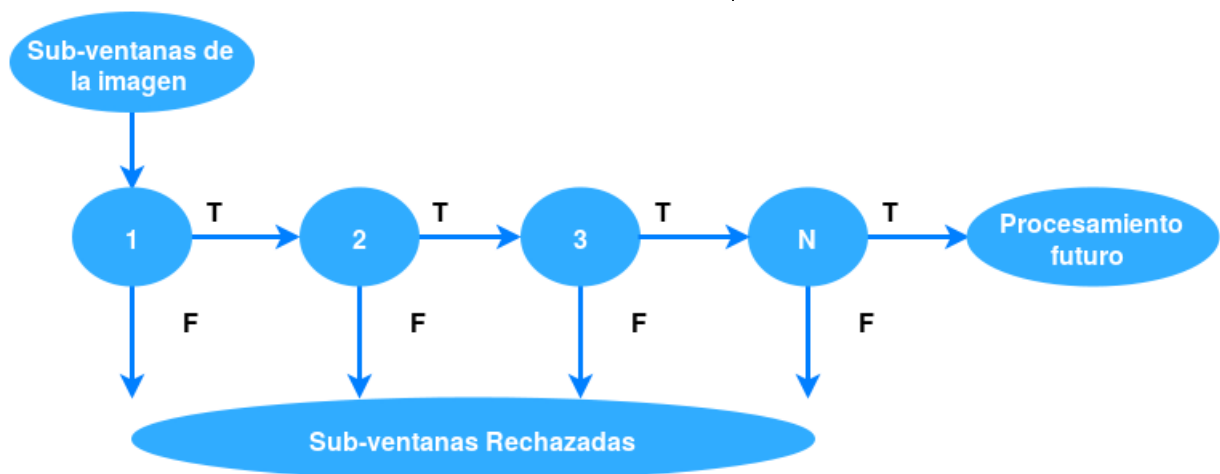 Sub-ventanas de
la imagen
T
T
T
T
1
2
3
N
Procesamiento
futuro
F
F
F
F
Sub-ventanas Rechazadas